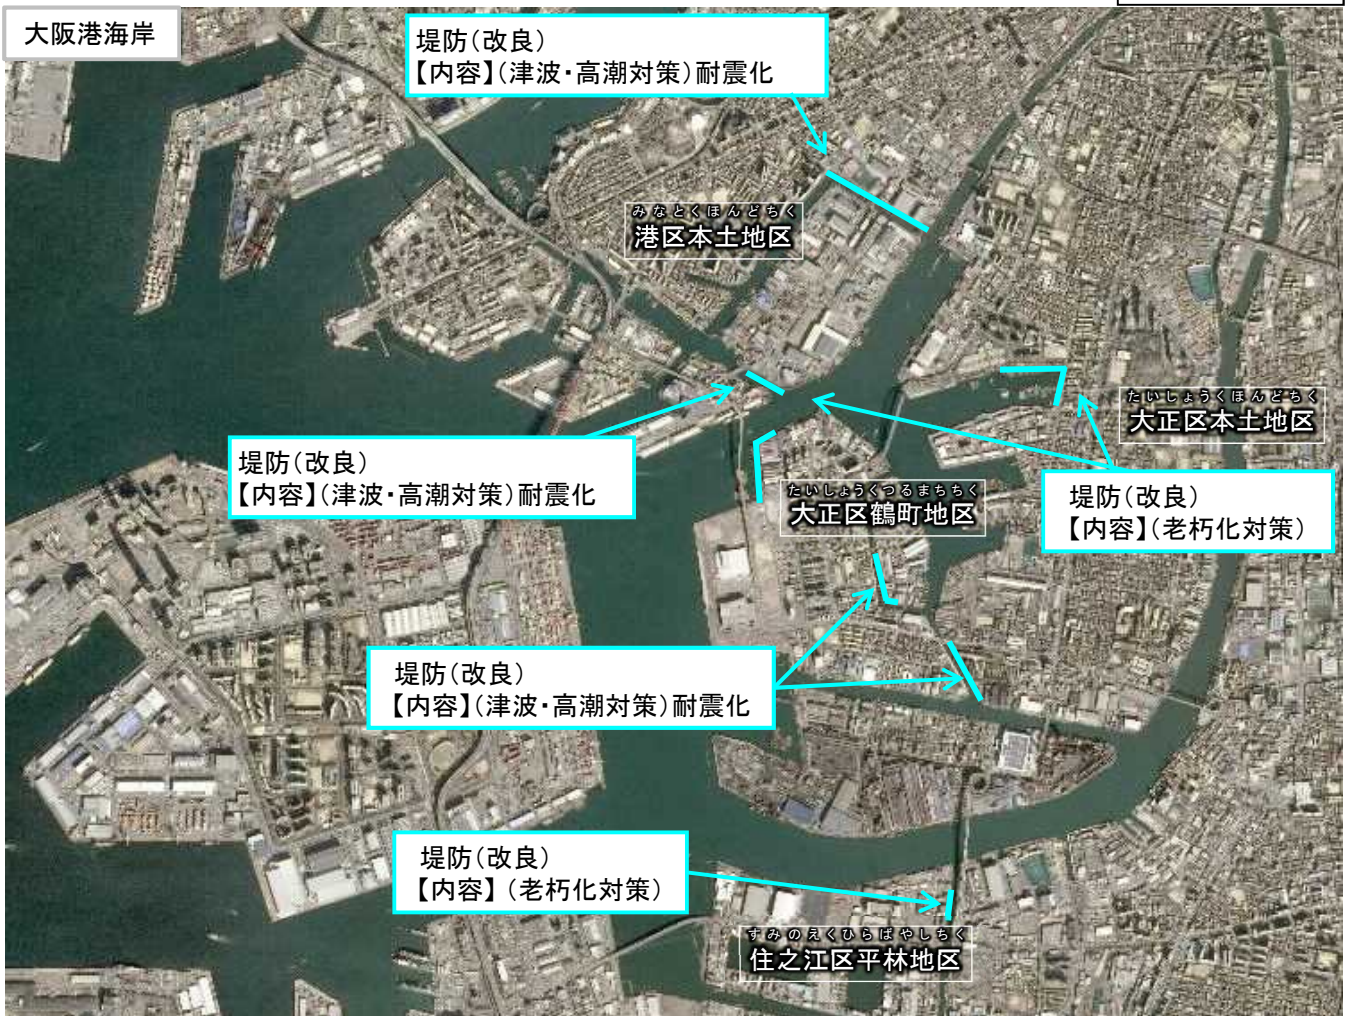 大阪港海岸
堤防(改良)
【内容】(津波・高潮対策)耐震化
みなとくほんどちく
港区本土地区
たいしょうくほんどちく
大正区本土地区
堤防(改良)
【内容】(津波・高潮対策)耐震化
たいしょうくつるまちちく
大正区鶴町地区
堤防(改良)
【内容】(老朽化対策)
堤防(改良)
【内容】(津波・高潮対策)耐震化
堤防(改良)
【内容】(老朽化対策)
すみのえくひらばやしちく
住之江区平林地区